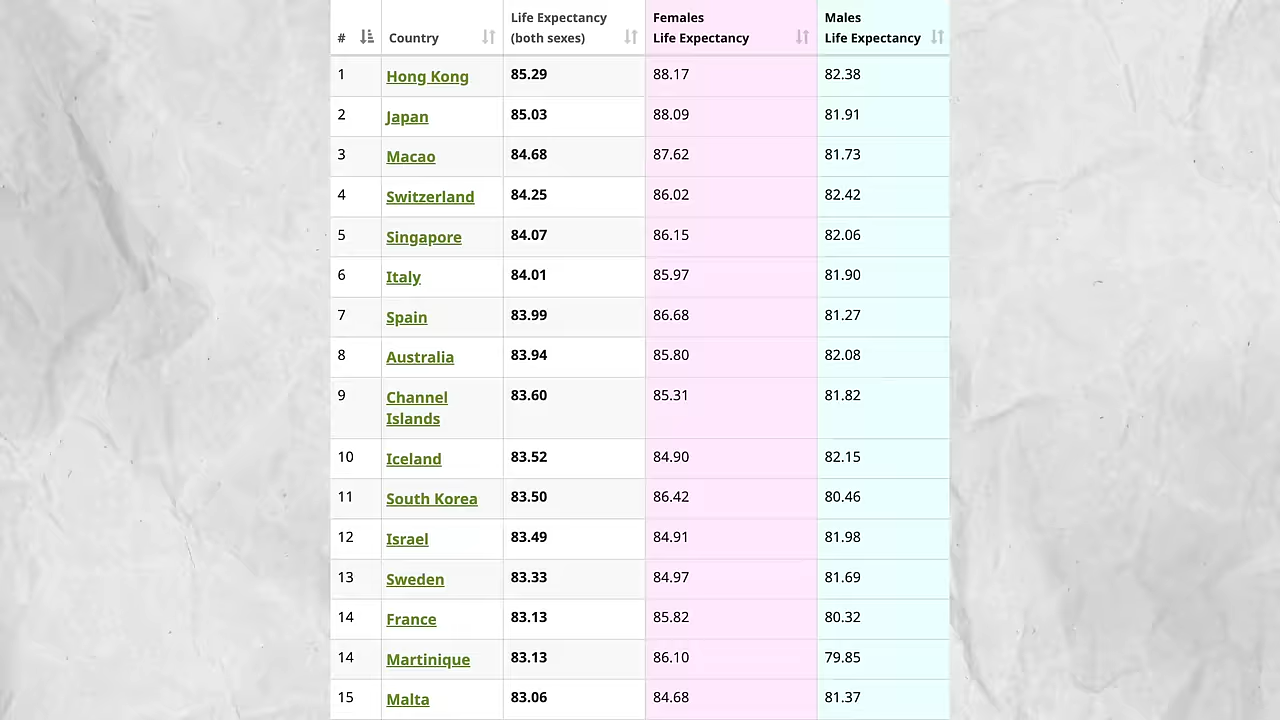 # Country Life Expectancy (both sexes) Females Life Expectancy Males Life Expectancy
1 Hong Kong 85.29 88.17 82.38
2 Japan 85.03 88.09 81.91
3 Macao 84.68 87.62 81.73
4 Switzerland 84.25 86.02 82.42
5 Singapore 84.07 86.15 82.06
6 Italy 84.01 85.97 81.90
7 Spain 83.99 86.68 81.27
8 Australia 83.94 85.80 82.08
9 Channel Islands 83.60 85.31 81.82
10 Iceland 83.52 84.90 82.15
11 South Korea 83.50 86.42 80.46
12 Israel 83.49 84.91 81.98
13 Sweden 83.33 84.97 81.69
14 France 83.13 85.82 80.32
14 Martinique 83.13 86.10 79.85
15 Malta 83.06 84.68 81.37